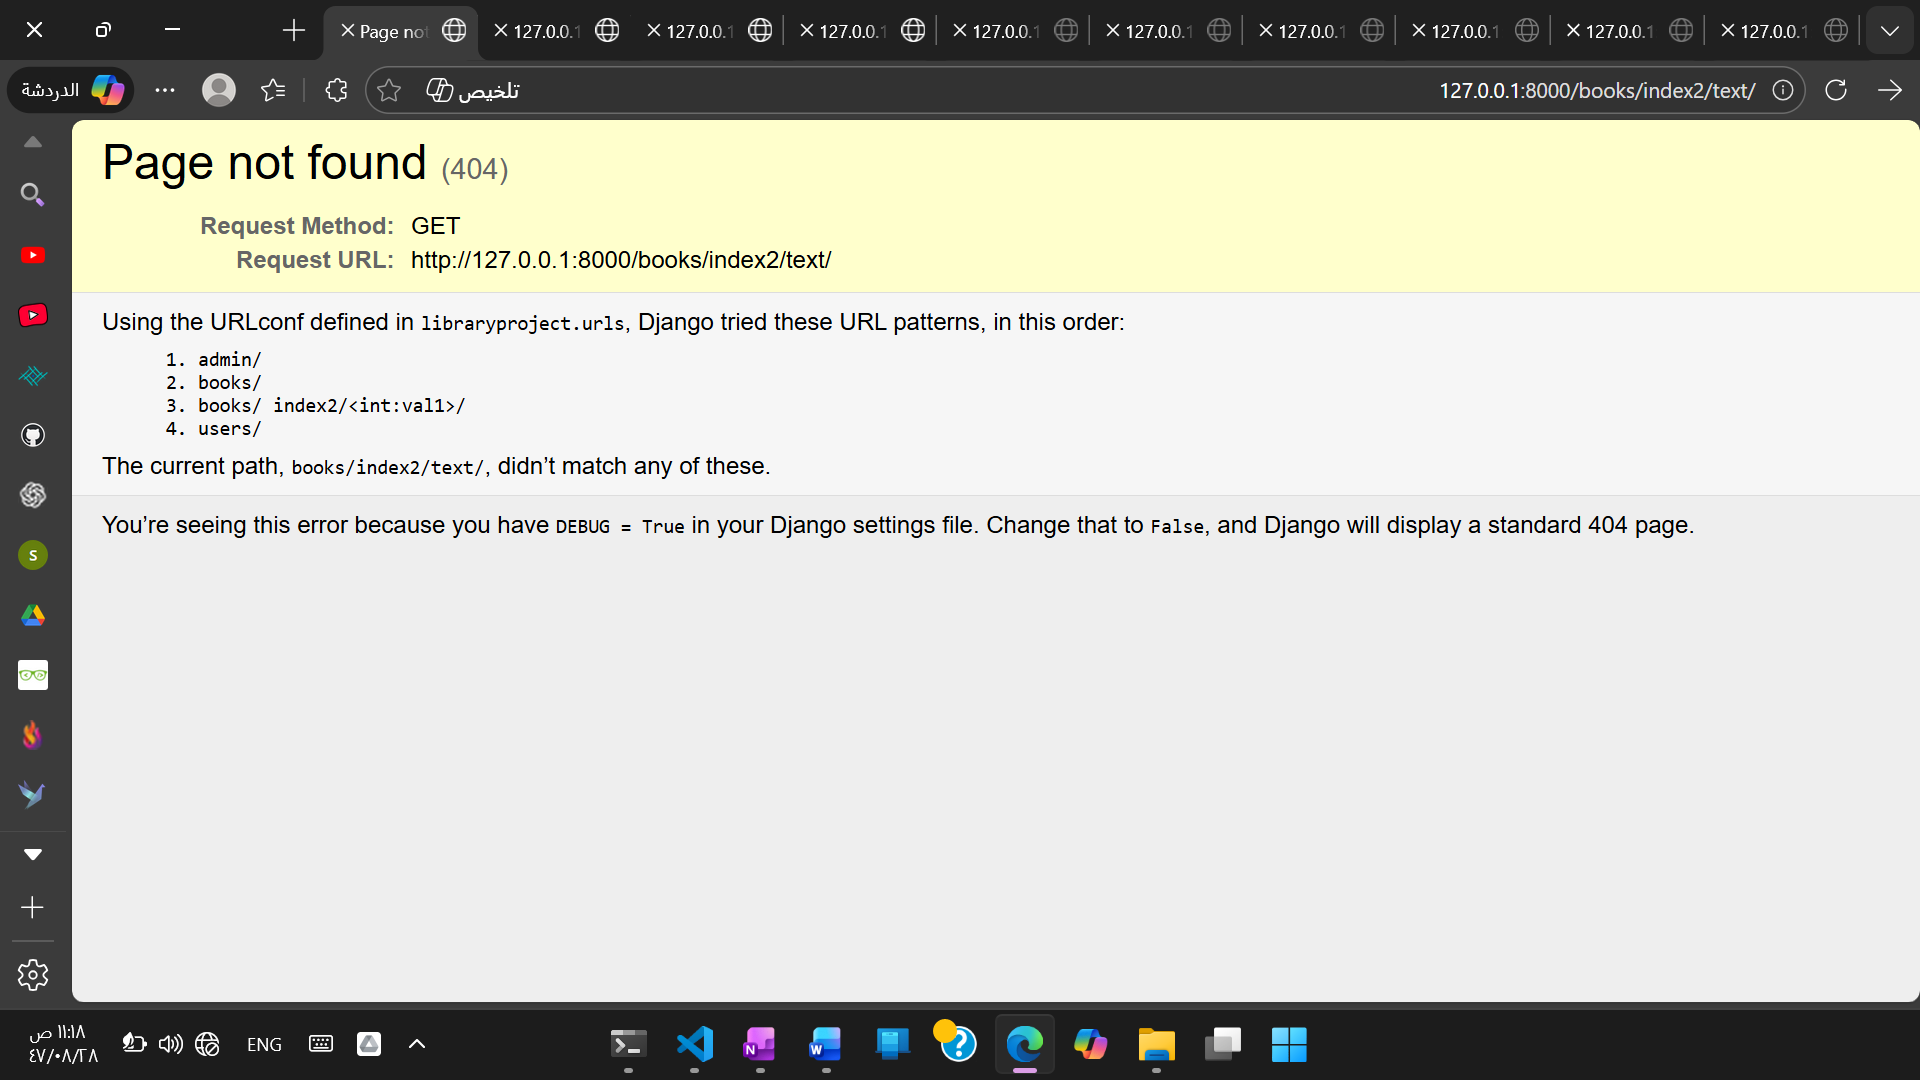 Page not
127.0.0.1
127.0.0.1
127.0.0.1
127.0.0.1
127.0.0.1
127.0.0.1
127.0.0.1
127.0.0.1
127.0.0.1
الدردشة
تلخيص
127.0.0.1:8000/books/index2/text/
Page not found (404)
Request Method: GET
Request URL: http://127.0.0.1:8000/books/index2/text/
Using the URLconf defined in libraryproject.urls, Django tried these URL patterns, in this order:
1. admin/
2. books/
3. books/ index2/<int:val1>/
4. users/
The current path, books/index2/text/, didn’t match any of these.
You’re seeing this error because you have DEBUG = True in your Django settings file. Change that to False, and Django will display a standard 404 page.
S
١١:١٨ ص
٤٧/٠٨/٢٨
ENG
N
W